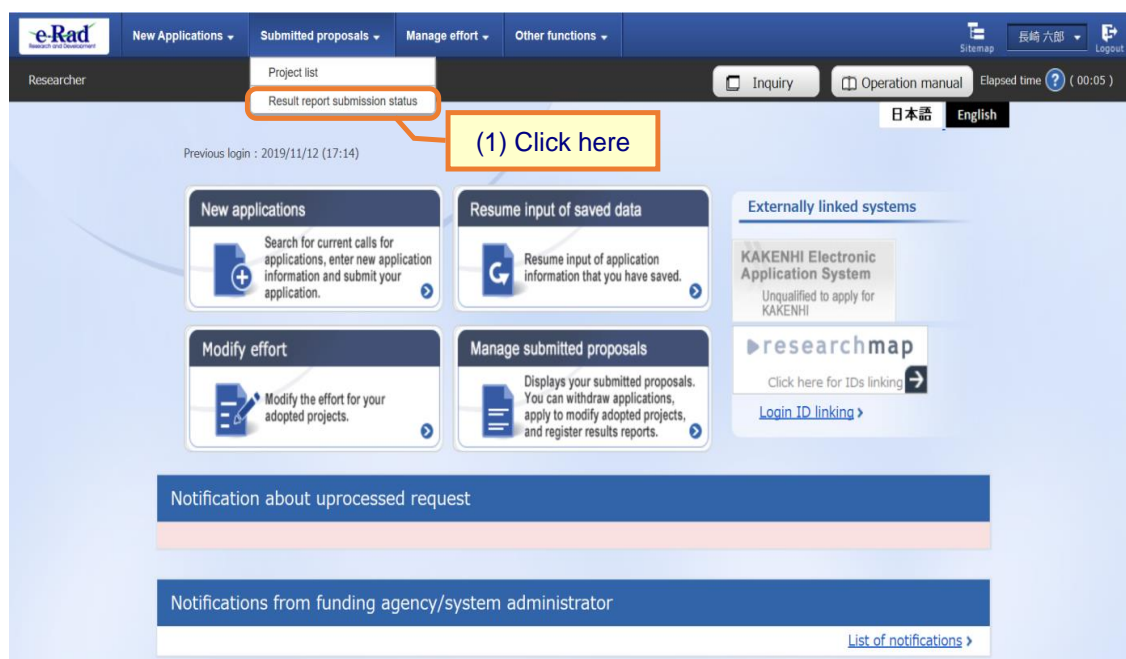 e-Rad
Research and Development
New Applications
Submitted proposals
Manage effort
Other functions
Sitemap
長崎 六郎
Logout
Researcher
Project list
Result report submission status
Inquiry
Operation manual
Elapsed time ? ( 00:05 )
日本語
English
(1) Click here
Previous login : 2019/11/12 (17:14)
New applications
Search for current calls for
applications, enter new application
information and submit your
application.
Resume input of saved data
Resume input of application
information that you have saved.
Externally linked systems
KAKENHI Electronic
Application System
Unqualified to apply for
KAKENHI
Modify effort
Modify the effort for your
adopted projects.
Manage submitted proposals
Displays your submitted proposals.
You can withdraw applications,
apply to modify adopted projects,
and register results reports.
researchmap
Click here for IDs linking
Login ID linking
Notification about uprocessed request
Notifications from funding agency/system administrator
List of notifications